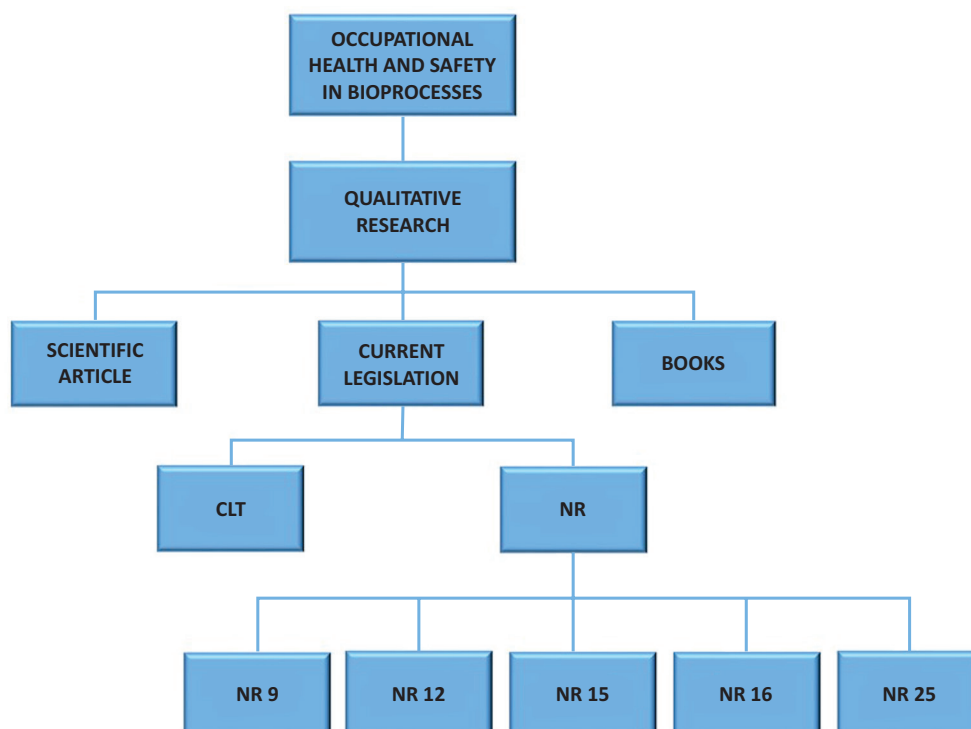 OCCUPATIONAL
HEALTH AND SAFETY
IN BIOPROCESSES
QUALITATIVE
RESEARCH
SCIENTIFIC
ARTICLE
CURRENT
LEGISLATION
BOOKS
CLT
NR
NR 9
NR 12
NR 15
NR 16
NR 25